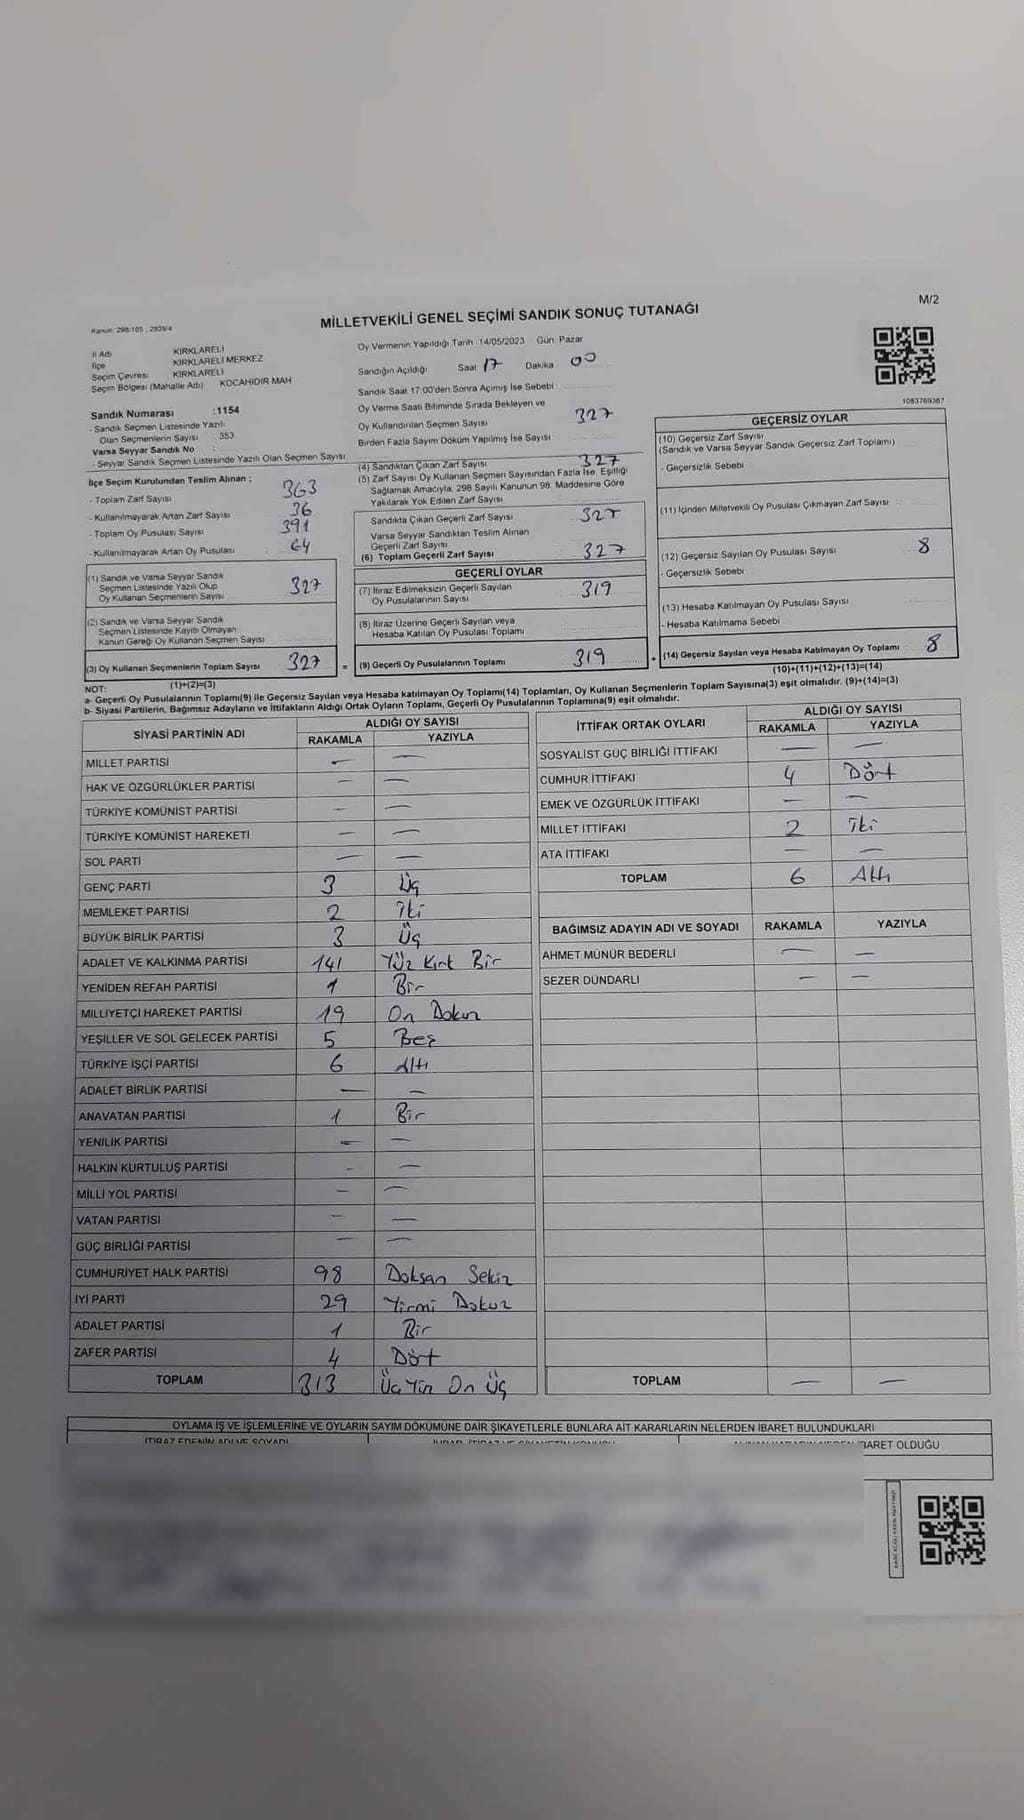 M/2
Kanun: 298/105 , 2839/4
MİLLETVEKİLİ GENEL SEÇİMİ SANDIK SONUÇ TUTANAĞI
İl Adı KIRKLARELİ
İlçe KIRKLARELİ MERKEZ
Seçim Çevresi KIRKLARELİ
Seçim Bölgesi (Mahalle Adı) KOCAHIDIR MAH
Sandık Numarası :1154
- Sandık Seçmen Listesinde Yazılı
Olan Seçmenlerin Sayısı : 353
Varsa Seyyar Sandık No :
- Seyyar Sandık Seçmen Listesinde Yazılı Olan Seçmen Sayısı:
İlçe Seçim Kurulundan Teslim Alınan ;
- Toplam Zarf Sayısı 363
- Kullanılmayarak Artan Zarf Sayısı 36
- Toplam Oy Pusulası Sayısı 391
- Kullanılmayarak Artan Oy Pusulası 64
(1) Sandık ve Varsa Seyyar Sandık
Seçmen Listesinde Yazılı Olup
Oy Kullanan Seçmenlerin Sayısı 327
(2) Sandık ve Varsa Seyyar Sandık
Seçmen Listesinde Kayıtlı Olmayan
Kanun Gereği Oy Kullanan Seçmen Sayısı
(3) Oy Kullanan Seçmenlerin Toplam Sayısı 327 =
(1)+(2)=(3)
Oy Vermenin Yapıldığı Tarih : 14/05/2023 Gün: Pazar
Sandığın Açıldığı Saat 17 Dakika 00
Sandık Saat 17:00'den Sonra Açımış İse Sebebi
Oy Verme Saati Bitiminde Sırada Bekleyen ve
Oy Kullandırılan Seçmen Sayısı 327
Birden Fazla Sayım Döküm Yapılmış İse Sayısı
(4) Sandıktan Çıkan Zarf Sayısı 327
(5) Zarf Sayısı Oy Kullanan Seçmen Sayısından Fazla İse, Eşitliği
Sağlamak Amacıyla, 298 Sayılı Kanunun 98. Maddesine Göre
Yakılarak Yok Edilen Zarf Sayısı
Sandıkta Çıkan Geçerli Zarf Sayısı 327
Varsa Seyyar Sandıktan Teslim Alınan
Geçerli Zarf Sayısı
(6) Toplam Geçerli Zarf Sayısı 327
GEÇERLİ OYLAR
(7) İtiraz Edilmeksizin Geçerli Sayılan
Oy Pusulalarının Sayısı 319
(8) İtiraz Üzerine Geçerli Sayılan veya
Hesaba Katılan Oy Pusulası Toplamı
(9) Geçerli Oy Pusulalarının Toplamı 319 +
1083769367
GEÇERSİZ OYLAR
(10) Geçersiz Zarf Sayısı
(Sandık ve Varsa Seyyar Sandık Geçersiz Zarf Toplamı)
- Geçersizlik Sebebi
(11) İçinden Milletvekili Oy Pusulası Çıkmayan Zarf Sayısı
(12) Geçersiz Sayılan Oy Pusulası Sayısı 8
- Geçersizlik Sebebi
(13) Hesaba Katılmayan Oy Pusulası Sayısı
- Hesaba Katılmama Sebebi
(14) Geçersiz Sayılan veya Hesaba Katılmayan Oy Toplamı 8
(10)+(11)+(12)+(13)=(14)
NOT:
a- Geçerli Oy Pusulalarının Toplamı(9) ile Geçersiz Sayılan veya Hesaba katılmayan Oy Toplamı(14) Toplamları, Oy Kullanan Seçmenlerin Toplam Sayısına(3) eşit olmalıdır. (9)+(14)=(3)
b- Siyasi Partilerin, Bağımsız Adayların ve İttifakların Aldığı Ortak Oyların Toplamı, Geçerli Oy Pusulalarının Toplamına(9) eşit olmalıdır.
SİYASİ PARTİNİN ADI ALDIĞI OY SAYISI
RAKAMLA YAZIYLA
MİLLET PARTİSİ — —
HAK VE ÖZGÜRLÜKLER PARTİSİ — —
TÜRKİYE KOMÜNİST PARTİSİ — —
TÜRKİYE KOMÜNİST HAREKETİ — —
SOL PARTİ — —
GENÇ PARTİ 3 Üç
MEMLEKET PARTİSİ 2 İki
BÜYÜK BİRLİK PARTİSİ 3 Üç
ADALET VE KALKINMA PARTİSİ 141 Yüz Kırk Bir
YENİDEN REFAH PARTİSİ 1 Bir
MİLLİYETÇİ HAREKET PARTİSİ 19 On Dokuz
YEŞİLLER VE SOL GELECEK PARTİSİ 5 Beş
TÜRKİYE İŞÇİ PARTİSİ 6 Altı
ADALET BİRLİK PARTİSİ — —
ANAVATAN PARTİSİ 1 Bir
YENİLİK PARTİSİ — —
HALKIN KURTULUŞ PARTİSİ — —
MİLLİ YOL PARTİSİ — —
VATAN PARTİSİ — —
GÜÇ BİRLİĞİ PARTİSİ — —
CUMHURİYET HALK PARTİSİ 98 Doksan Sekiz
İYİ PARTİ 29 Yirmi Dokuz
ADALET PARTİSİ 1 Bir
ZAFER PARTİSİ 4 Dört
TOPLAM 313 Üç Yüz On Üç
İTTİFAK ORTAK OYLARI ALDIĞI OY SAYISI
RAKAMLA YAZIYLA
SOSYALİST GÜÇ BİRLİĞİ İTTİFAKI — —
CUMHUR İTTİFAKI 4 Dört
EMEK VE ÖZGÜRLÜK İTTİFAKI — —
MİLLET İTTİFAKI 2 İki
ATA İTTİFAKI — —
TOPLAM 6 Altı
BAĞIMSIZ ADAYIN ADI VE SOYADI RAKAMLA YAZIYLA
AHMET MÜNÜR BEDERLİ — —
SEZER DÜNDARLI — —
TOPLAM — —
OYLAMA İŞ VE İŞLEMLERİNE VE OYLARIN SAYIM DÖKÜMÜNE DAİR ŞİKAYETLERLE BUNLARA AİT KARARLARIN NELERDEN İBARET BULUNDUKLARI
İTİRAZ EDENİN ADI VE SOYADI
İBARET OLDUĞU